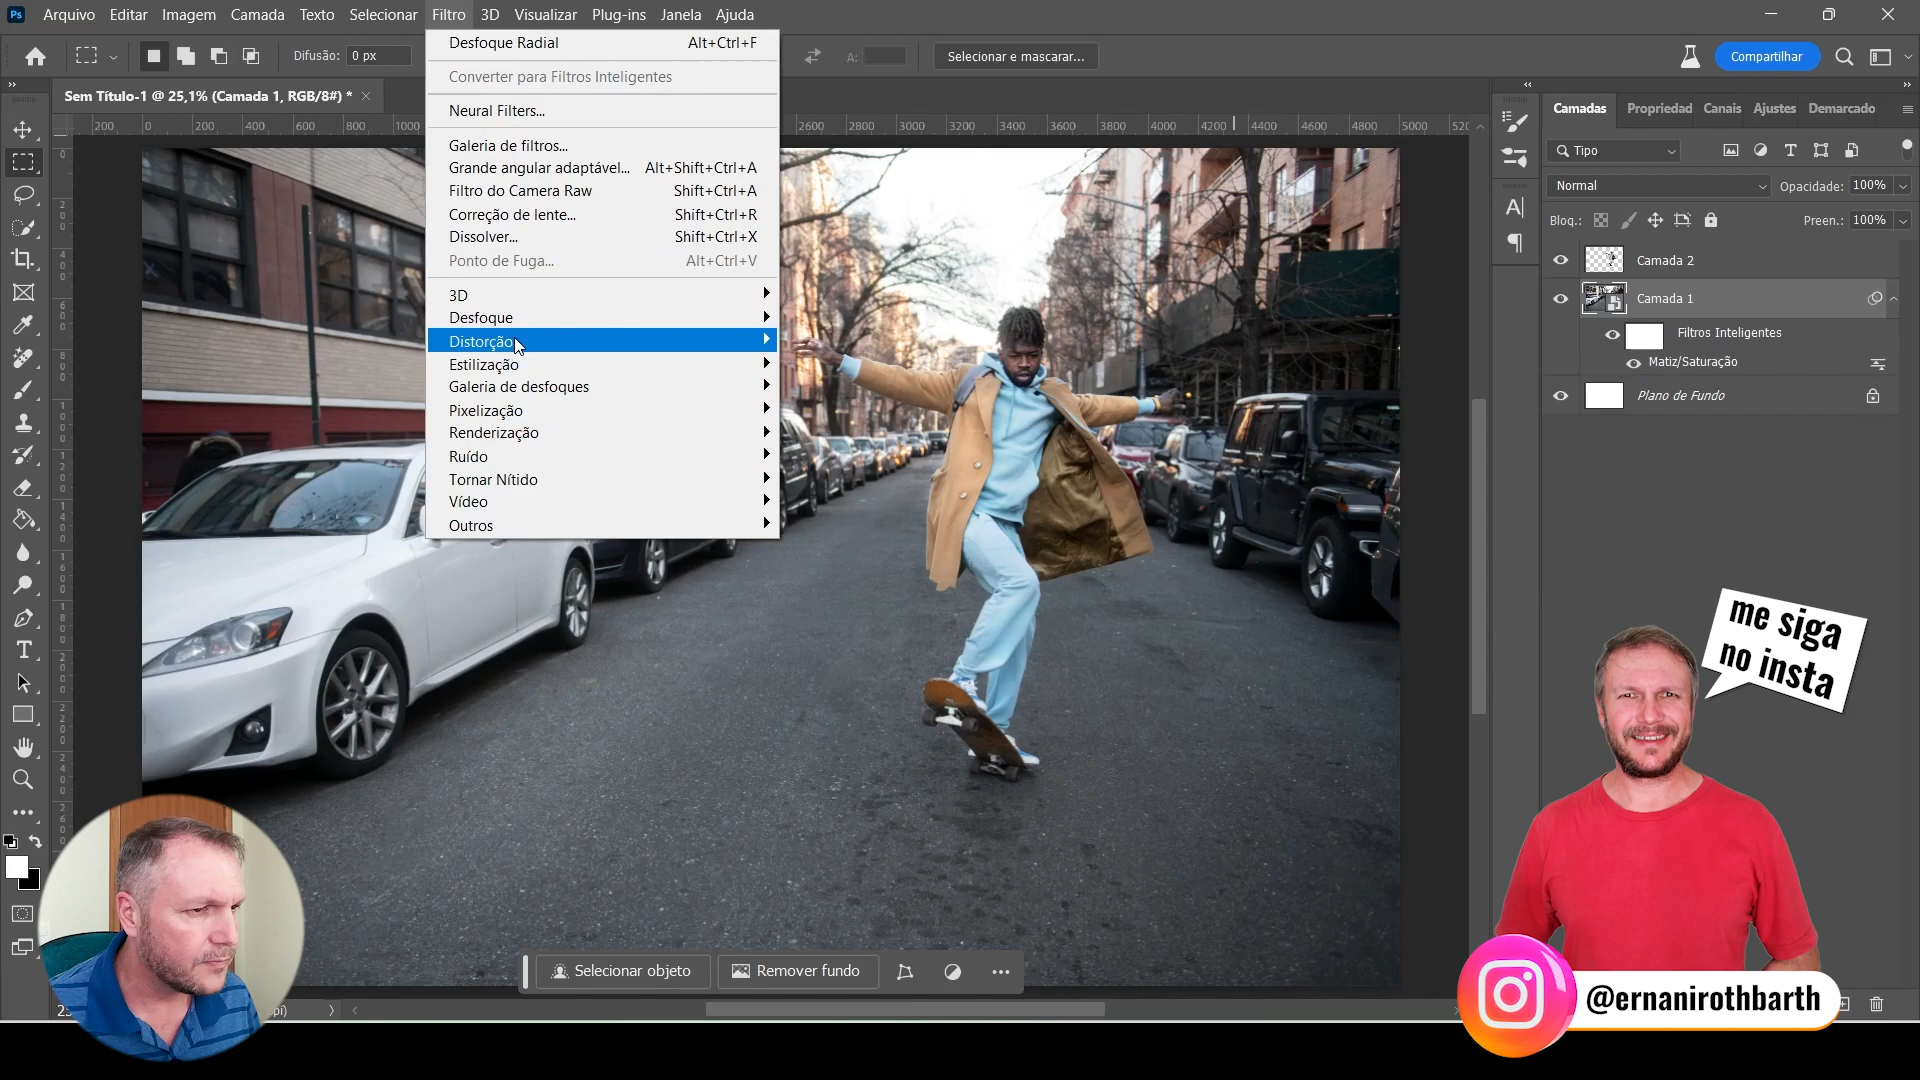 Ps Arquivo Editar Imagem Camada Texto Selecionar Filtro 3D Visualizar Plug-ins Janela Ajuda
Difusão: 0 px
A:
Selecionar e mascarar...
Compartilhar
Sem Título-1 @ 25,1% (Camada 1, RGB/8#) *
200 0 200 400 600 800 1000
2600 2800 3000 3200 3400 3600 3800 4000 4200 4400 4600 4800 5000
Desfoque Radial Alt+Ctrl+F
Converter para Filtros Inteligentes
Neural Filters...
Galeria de filtros...
Grande angular adaptável... Alt+Shift+Ctrl+A
Filtro do Camera Raw Shift+Ctrl+A
Correção de lente... Shift+Ctrl+R
Dissolver... Shift+Ctrl+X
Ponto de Fuga... Alt+Ctrl+V
3D
Desfoque
Distorção
Estilização
Galeria de desfoques
Pixelização
Renderização
Ruído
Tornar Nítido
Vídeo
Outros
Camadas Propriedad Canais Ajustes Demarcado
Tipo
Normal Opacidade: 100%
Bloq.: Preen.: 100%
Camada 2
Camada 1
Filtros Inteligentes
Matiz/Saturação
Plano de Fundo
me siga
no insta
Selecionar objeto
Remover fundo
@ernanirothbarth